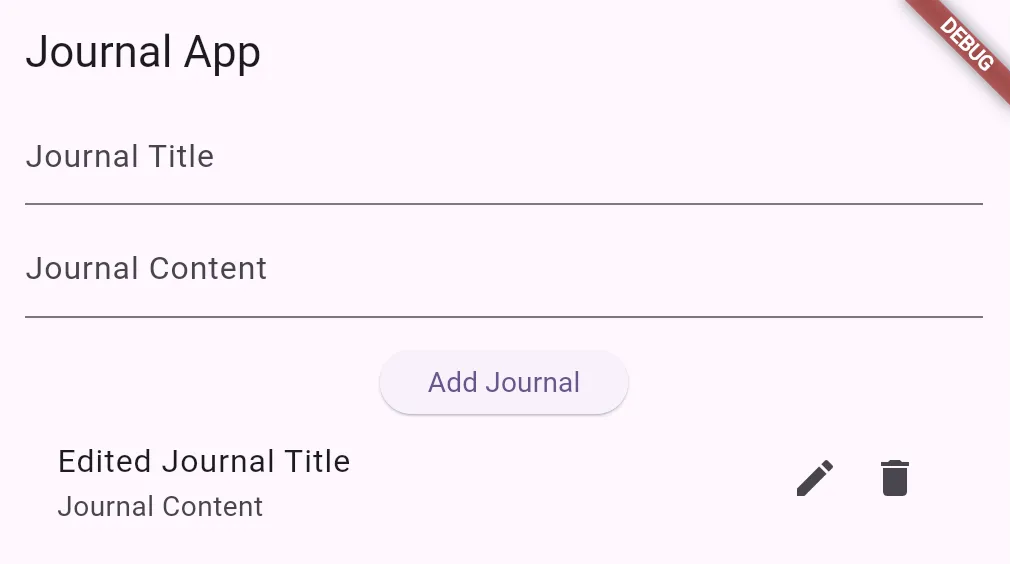 Journal App
DEBUG
Journal Title
Journal Content
Add Journal
Edited Journal Title
Journal Content